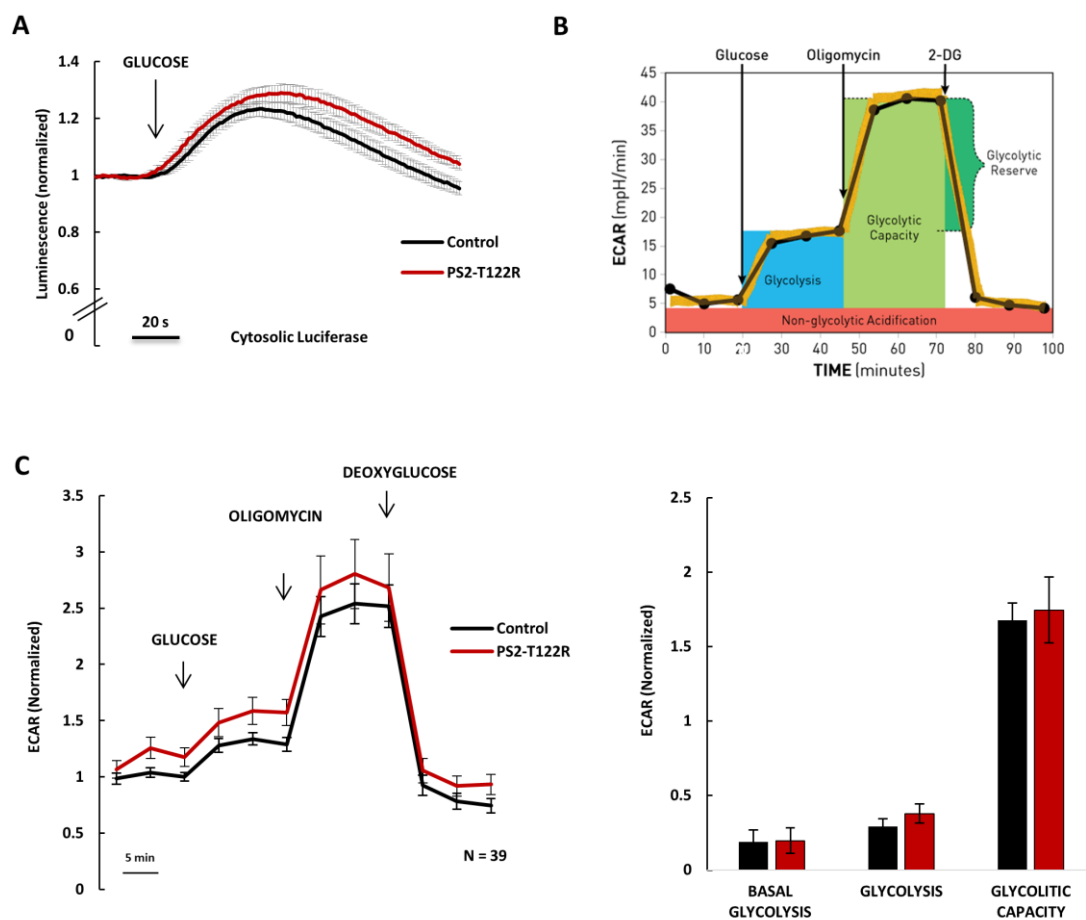 A
GLUCOSE
1.4
1.2
1
0.8
0.6
0
Luminescence (normalized)
Control
PS2-T122R
20 s
Cytosolic Luciferase
B
Glucose
Oligomycin
2-DG
45
40
35
30
25
20
15
10
5
0
ECAR (mpH/min)
Glycolytic
Reserve
Glycolytic
Capacity
Glycolysis
Non-glycolytic Acidification
0 10 20 30 40 50 60 70 80 90 100
TIME (minutes)
C
DEOXYGLUCOSE
OLIGOMYCIN
GLUCOSE
3.5
3
2.5
2
1.5
1
0.5
0
ECAR (Normalized)
Control
PS2-T122R
5 min
N = 39
2.5
2
1.5
1
0.5
0
ECAR (Normalized)
BASAL
GLYCOLYSIS
GLYCOLYSIS
GLYCOLITIC
CAPACITY